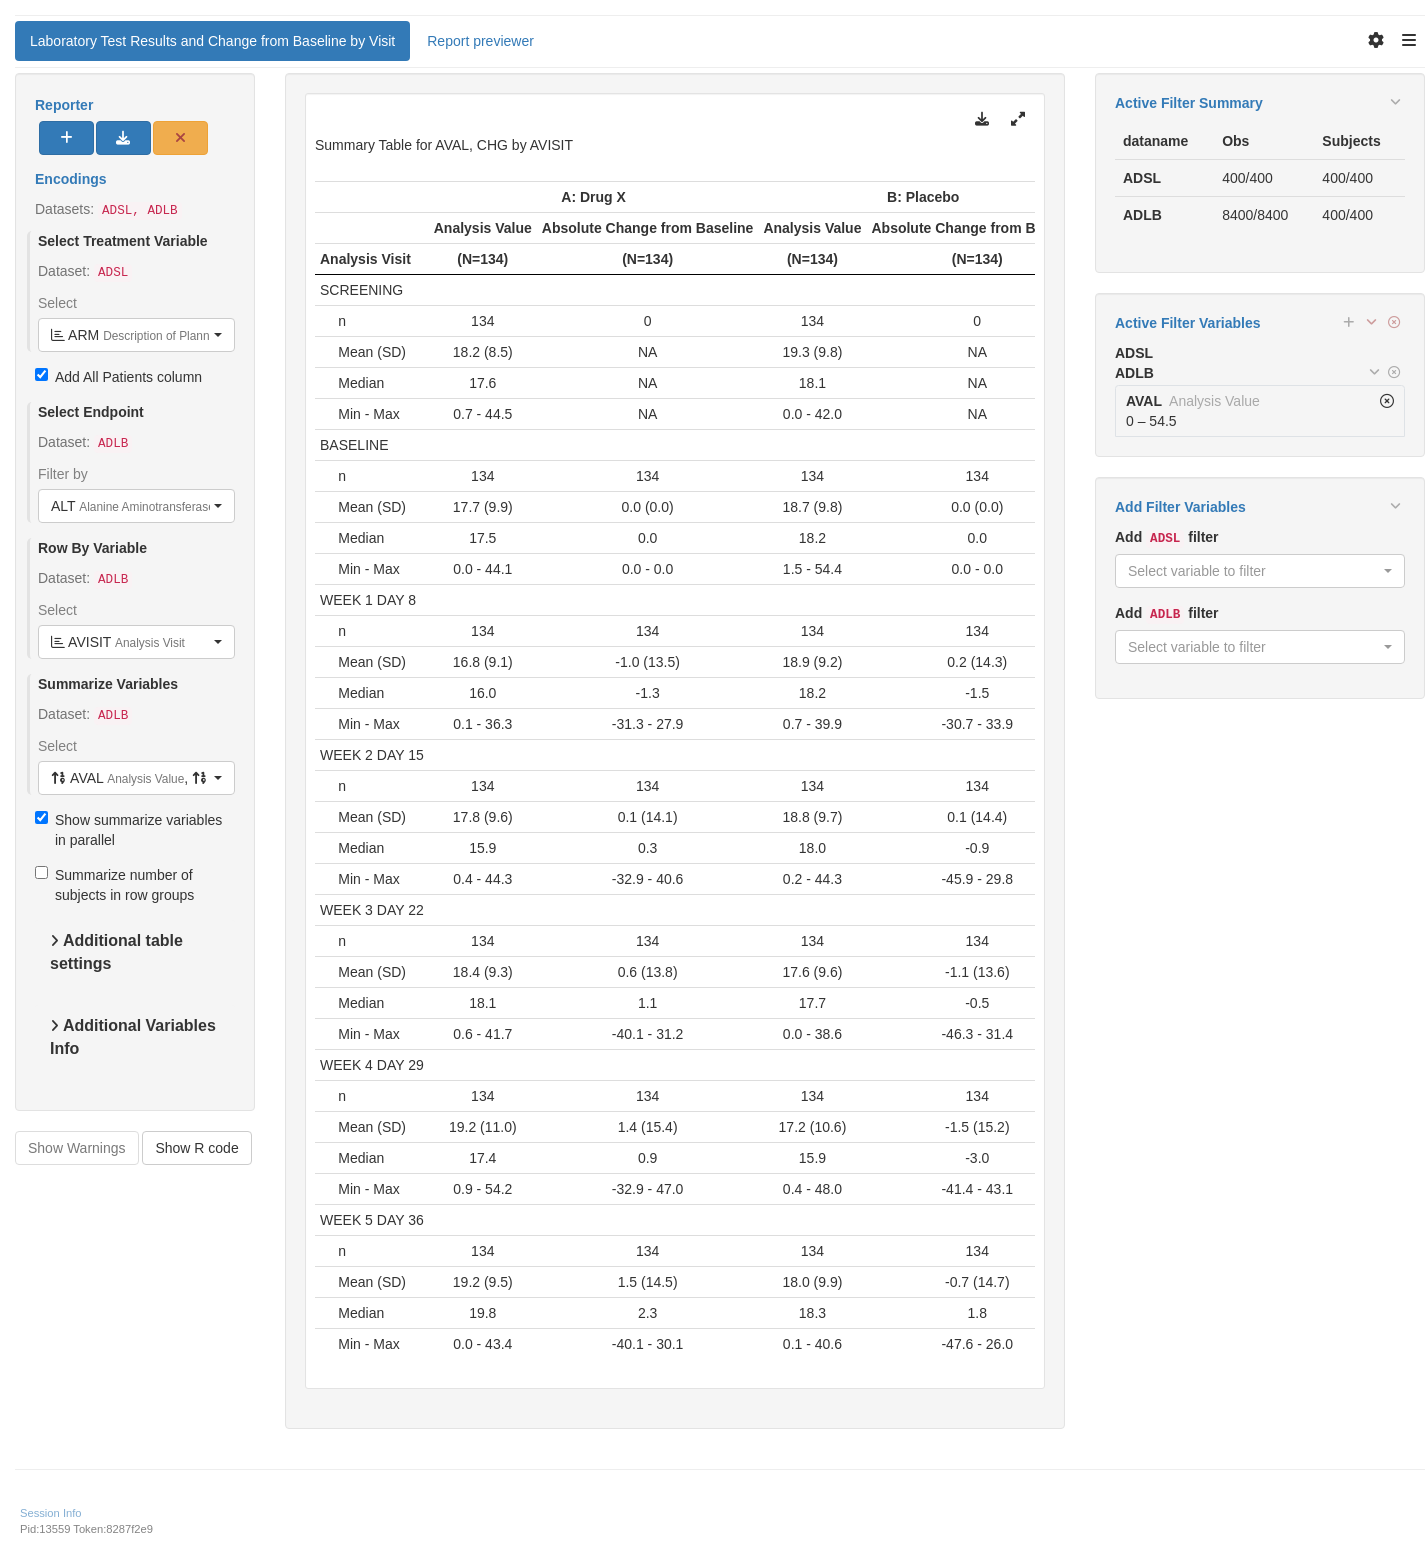 Laboratory Test Results and Change from Baseline by Visit
Report previewer
Reporter
Encodings
Datasets: ADSL, ADLB
Select Treatment Variable
Dataset: ADSL
Select
ARM Description of Plann
Add All Patients column
Select Endpoint
Dataset: ADLB
Filter by
ALT Alanine Aminotransferase
Row By Variable
Dataset: ADLB
Select
AVISIT Analysis Visit
Summarize Variables
Dataset: ADLB
Select
AVAL Analysis Value,
Show summarize variables
in parallel
Summarize number of
subjects in row groups
Additional table
settings
Additional Variables
Info
Show Warnings
Show R code
Summary Table for AVAL, CHG by AVISIT
A: Drug X B: Placebo
Analysis Value Absolute Change from Baseline Analysis Value Absolute Change from B
Analysis Visit (N=134) (N=134) (N=134) (N=134)
SCREENING
n 134 0 134 0
Mean (SD) 18.2 (8.5) NA 19.3 (9.8) NA
Median 17.6 NA 18.1 NA
Min - Max 0.7 - 44.5 NA 0.0 - 42.0 NA
BASELINE
n 134 134 134 134
Mean (SD) 17.7 (9.9) 0.0 (0.0) 18.7 (9.8) 0.0 (0.0)
Median 17.5 0.0 18.2 0.0
Min - Max 0.0 - 44.1 0.0 - 0.0 1.5 - 54.4 0.0 - 0.0
WEEK 1 DAY 8
n 134 134 134 134
Mean (SD) 16.8 (9.1) -1.0 (13.5) 18.9 (9.2) 0.2 (14.3)
Median 16.0 -1.3 18.2 -1.5
Min - Max 0.1 - 36.3 -31.3 - 27.9 0.7 - 39.9 -30.7 - 33.9
WEEK 2 DAY 15
n 134 134 134 134
Mean (SD) 17.8 (9.6) 0.1 (14.1) 18.8 (9.7) 0.1 (14.4)
Median 15.9 0.3 18.0 -0.9
Min - Max 0.4 - 44.3 -32.9 - 40.6 0.2 - 44.3 -45.9 - 29.8
WEEK 3 DAY 22
n 134 134 134 134
Mean (SD) 18.4 (9.3) 0.6 (13.8) 17.6 (9.6) -1.1 (13.6)
Median 18.1 1.1 17.7 -0.5
Min - Max 0.6 - 41.7 -40.1 - 31.2 0.0 - 38.6 -46.3 - 31.4
WEEK 4 DAY 29
n 134 134 134 134
Mean (SD) 19.2 (11.0) 1.4 (15.4) 17.2 (10.6) -1.5 (15.2)
Median 17.4 0.9 15.9 -3.0
Min - Max 0.9 - 54.2 -32.9 - 47.0 0.4 - 48.0 -41.4 - 43.1
WEEK 5 DAY 36
n 134 134 134 134
Mean (SD) 19.2 (9.5) 1.5 (14.5) 18.0 (9.9) -0.7 (14.7)
Median 19.8 2.3 18.3 1.8
Min - Max 0.0 - 43.4 -40.1 - 30.1 0.1 - 40.6 -47.6 - 26.0
Active Filter Summary
dataname Obs Subjects
ADSL 400/400 400/400
ADLB 8400/8400 400/400
Active Filter Variables
ADSL
ADLB
AVAL Analysis Value
0 – 54.5
Add Filter Variables
Add ADSL filter
Select variable to filter
Add ADLB filter
Select variable to filter
Session Info
Pid:13559 Token:8287f2e9